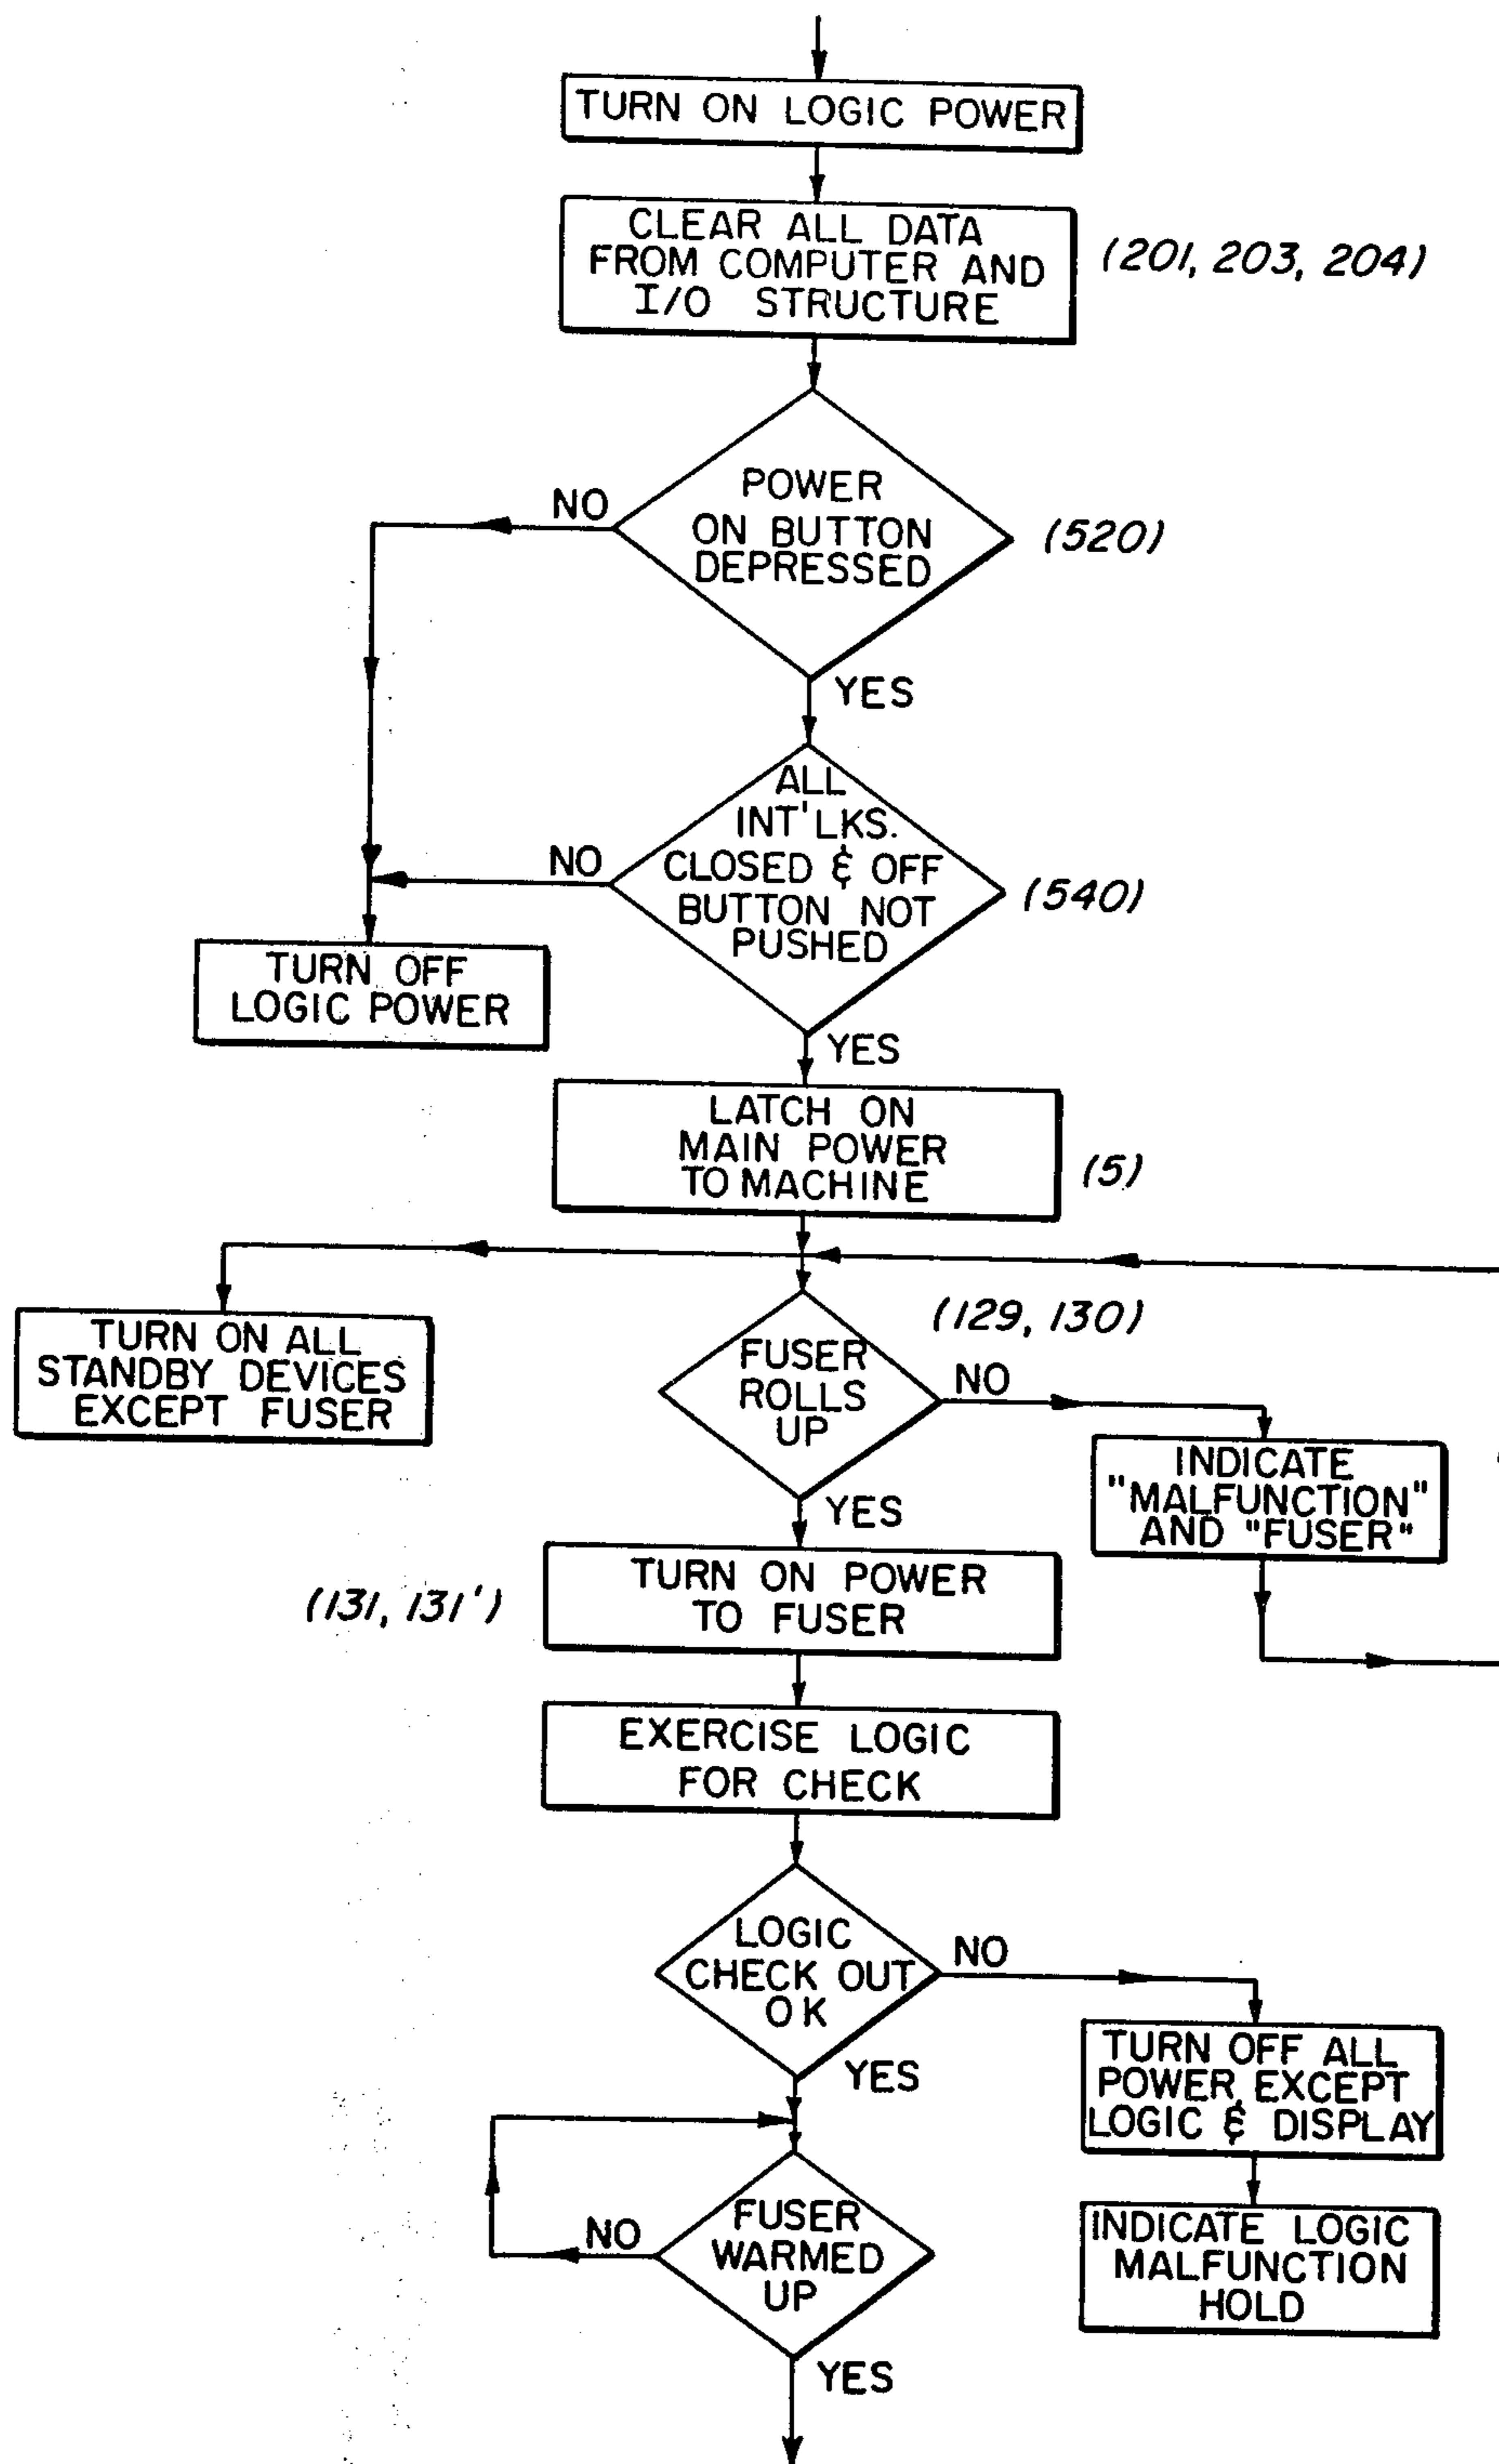 TURN ON LOGIC POWER
CLEAR ALL DATA
FROM COMPUTER AND
I/O STRUCTURE
(201, 203, 204)
POWER
ON BUTTON
DEPRESSED
(520)
NO
YES
ALL
INT'LKS.
CLOSED & OFF
BUTTON NOT
PUSHED
(540)
NO
TURN OFF
LOGIC POWER
YES
LATCH ON
MAIN POWER
TO MACHINE
(5)
TURN ON ALL
STANDBY DEVICES
EXCEPT FUSER
(129, 130)
FUSER
ROLLS
UP
NO
INDICATE
"MALFUNCTION"
AND "FUSER"
YES
(131, 131')
TURN ON POWER
TO FUSER
EXERCISE LOGIC
FOR CHECK
LOGIC
CHECK OUT
OK
NO
YES
TURN OFF ALL
POWER EXCEPT
LOGIC & DISPLAY
FUSER
WARMED
UP
NO
INDICATE LOGIC
MALFUNCTION
HOLD
YES